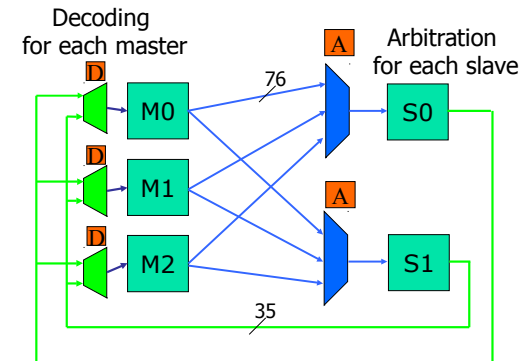 Decoding
for each master
Arbitration
for each slave
A
76
D
M0
S0
D
M1
A
D
M2
S1
35